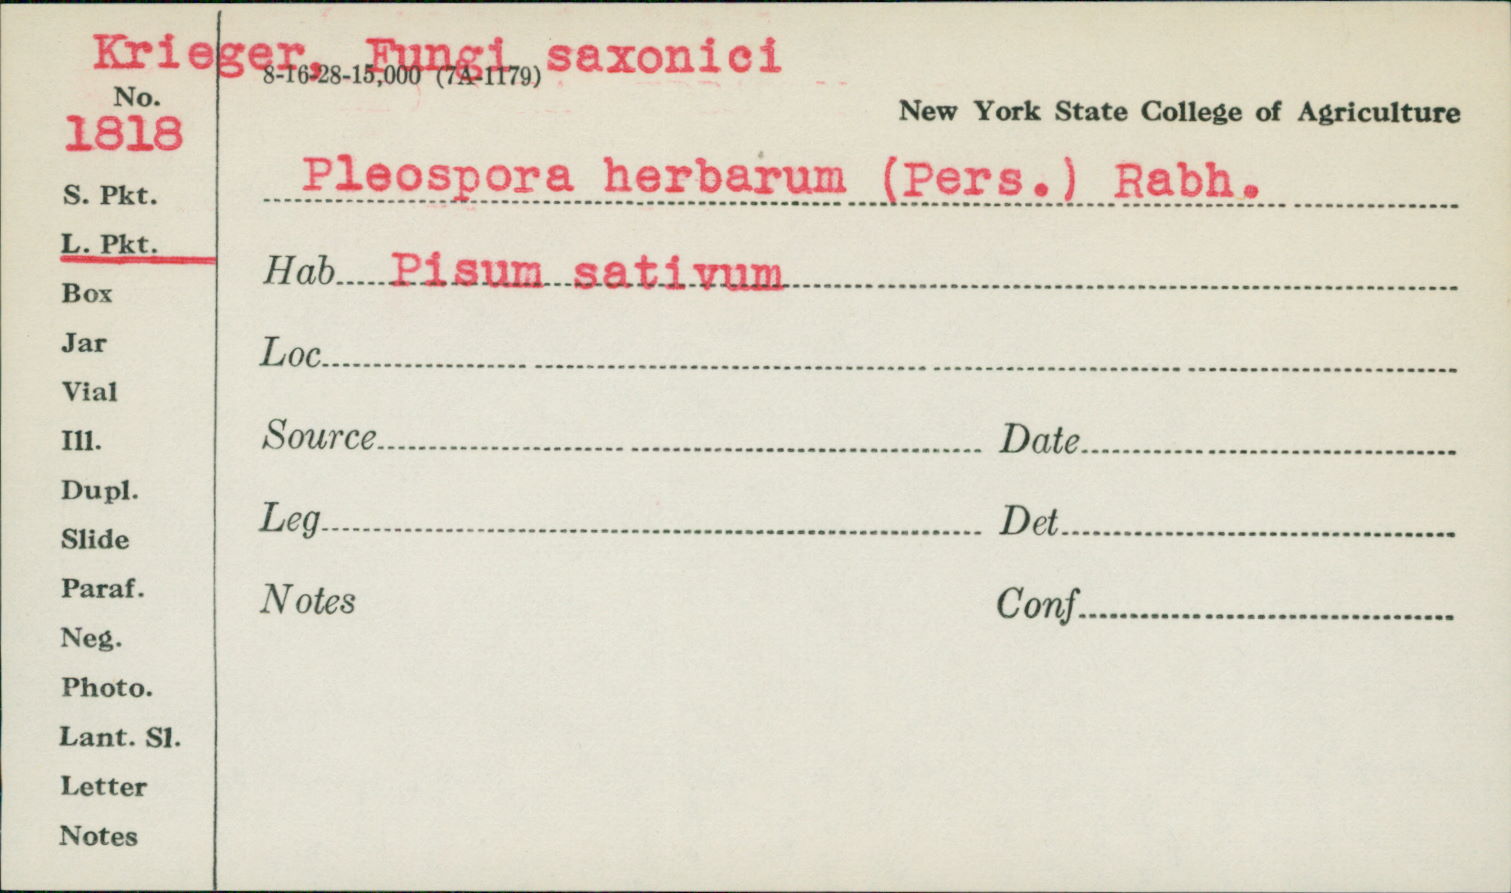 Krieger, Fungi saxonici
8-16-28-15,000 (7A-1179)
No.
1818
New York State College of Agriculture
Pleospora herbarum (Pers.) Rabh.
S. Pkt.
L. Pkt.
Hab. Pisum sativum
Box
Jar
Loc.
Vial
Ill.
Source
Date
Dupl.
Leg.
Det.
Slide
Paraf.
Notes
Conf.
Neg.
Photo.
Lant. Sl.
Letter
Notes